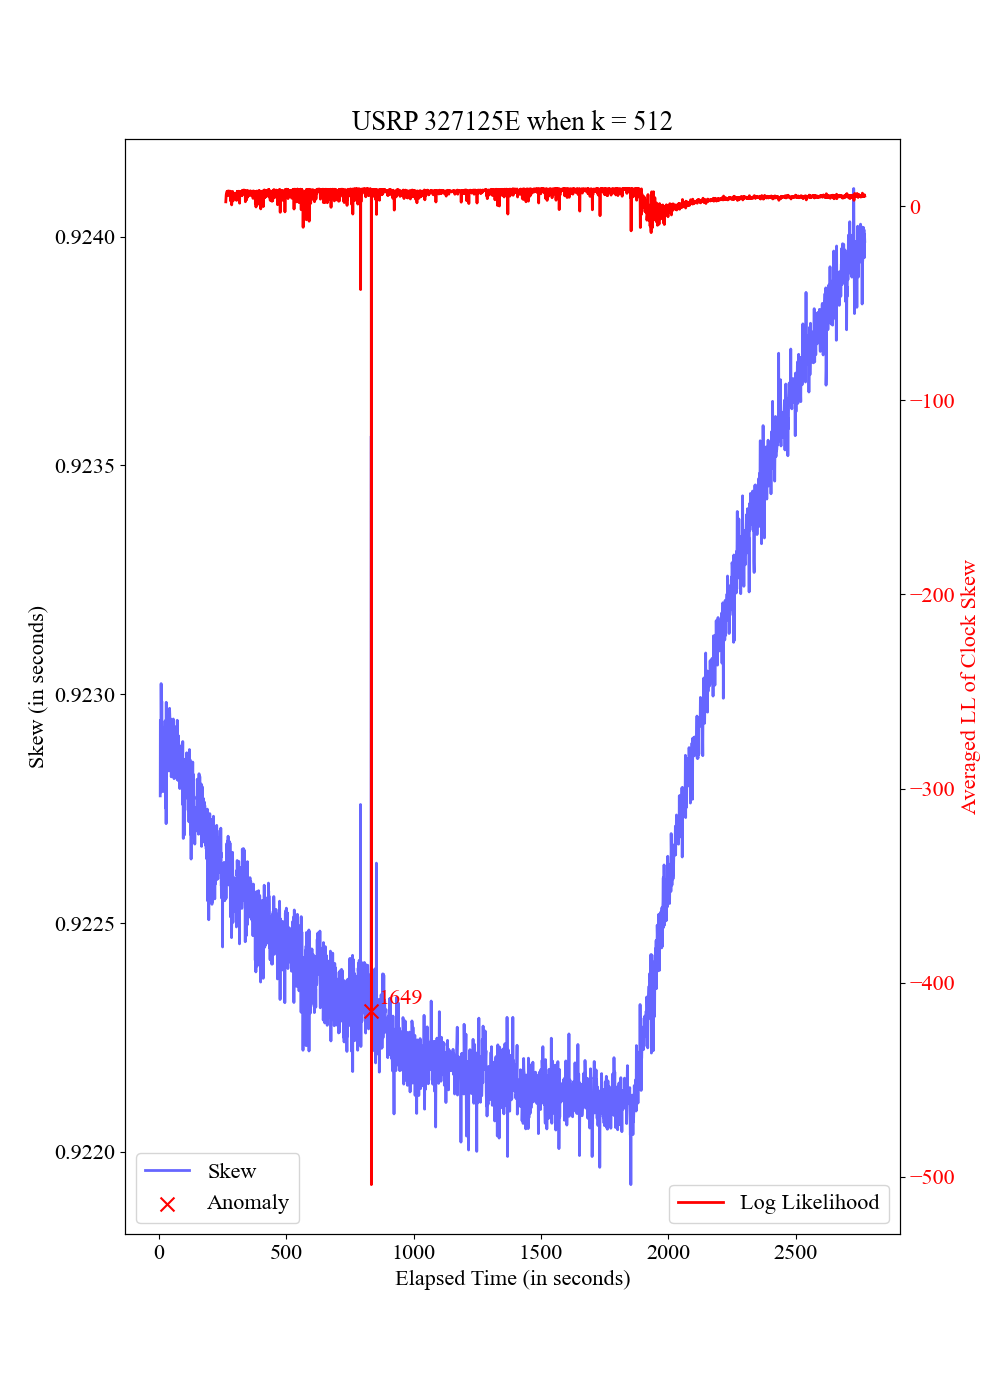 USRP 327125E when k = 512
0.9240
0.9235
0.9230
0.9225
0.9220
Skew (in seconds)
0
−100
−200
−300
−400
−500
Averaged LL of Clock Skew
1649
Skew
Anomaly
Log Likelihood
0 500 1000 1500 2000 2500
Elapsed Time (in seconds)